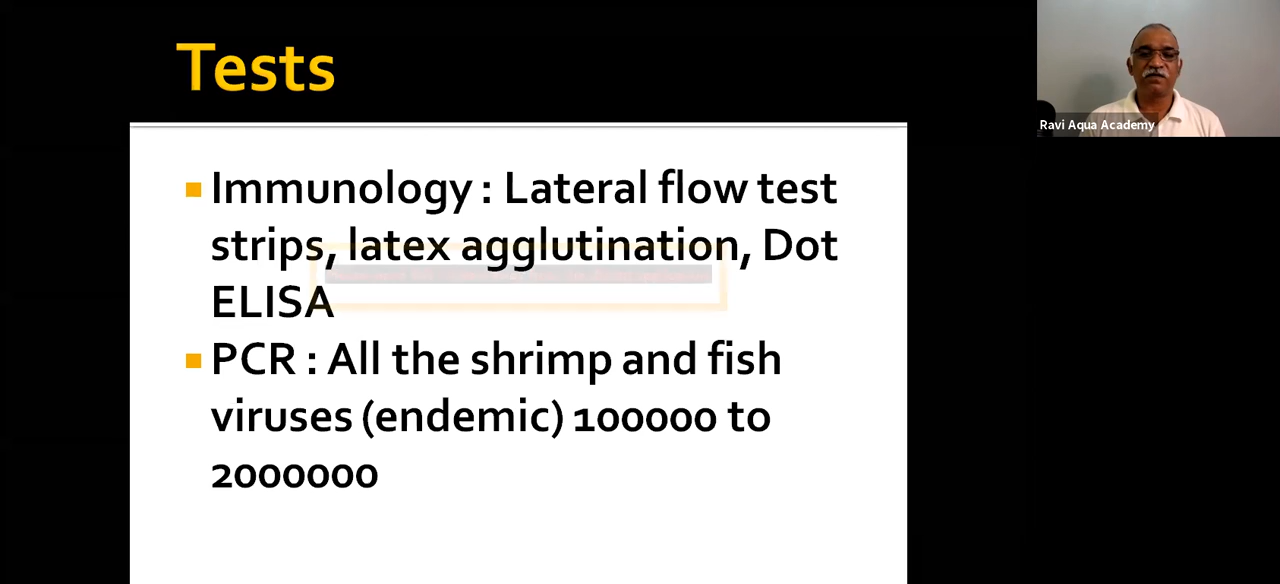 Tests
Ravi Aqua Academy
Immunology : Lateral flow test
strips, latex agglutination, Dot
ELISA
PCR : All the shrimp and fish
viruses (endemic) 100000 to
2000000